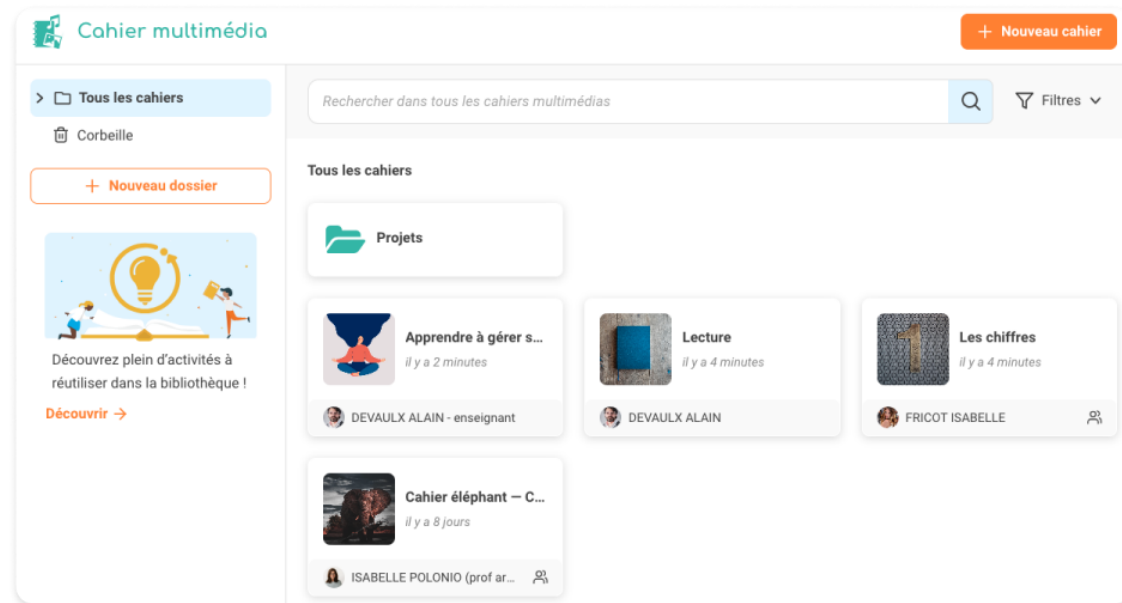 Cahier multimédia
+ Nouveau cahier
Tous les cahiers
Corbeille
+ Nouveau dossier
Découvrez plein d'activités à
réutiliser dans la bibliothèque !
Découvrir →
Rechercher dans tous les cahiers multimédias
Filtres
Tous les cahiers
Projets
Apprendre à gérer s...
il y a 2 minutes
DEVAULX ALAIN - enseignant
Lecture
il y a 4 minutes
DEVAULX ALAIN
Les chiffres
il y a 4 minutes
FRICOT ISABELLE
Cahier éléphant — C...
il y a 8 jours
ISABELLE POLONIO (prof ar...